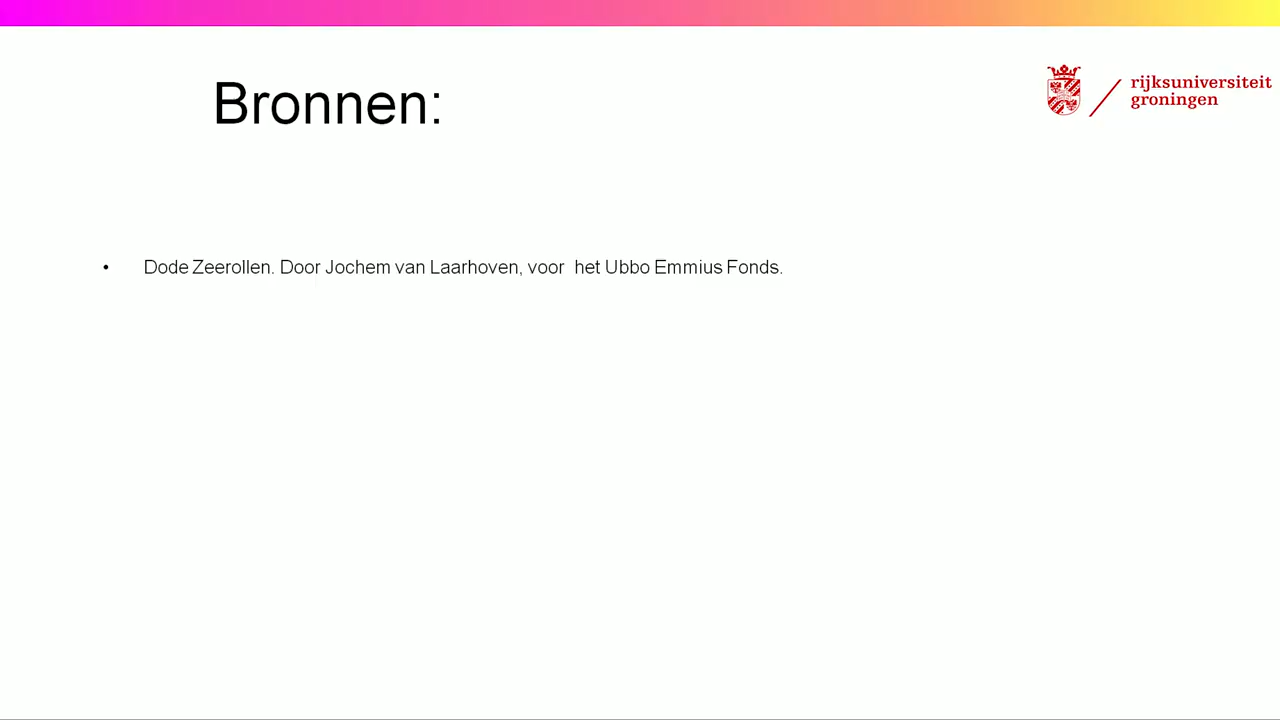 Bronnen:
rijksuniversiteit
groningen
• Dode Zeerollen. Door Jochem van Laarhoven, voor  het Ubbo Emmius Fonds.